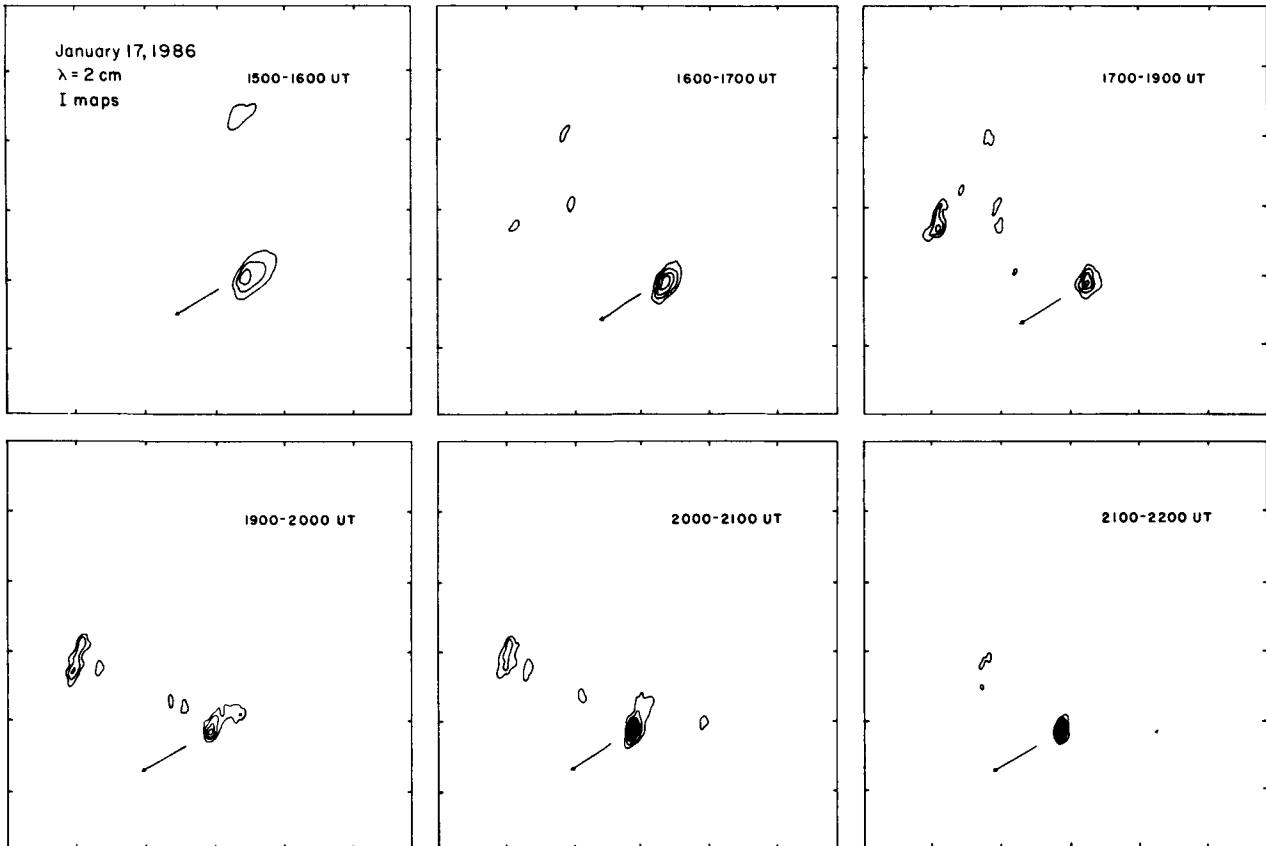 January 17, 1986
λ = 2 cm
I maps
1500-1600 UT
1600-1700 UT
1700-1900 UT
1900-2000 UT
2000-2100 UT
2100-2200 UT